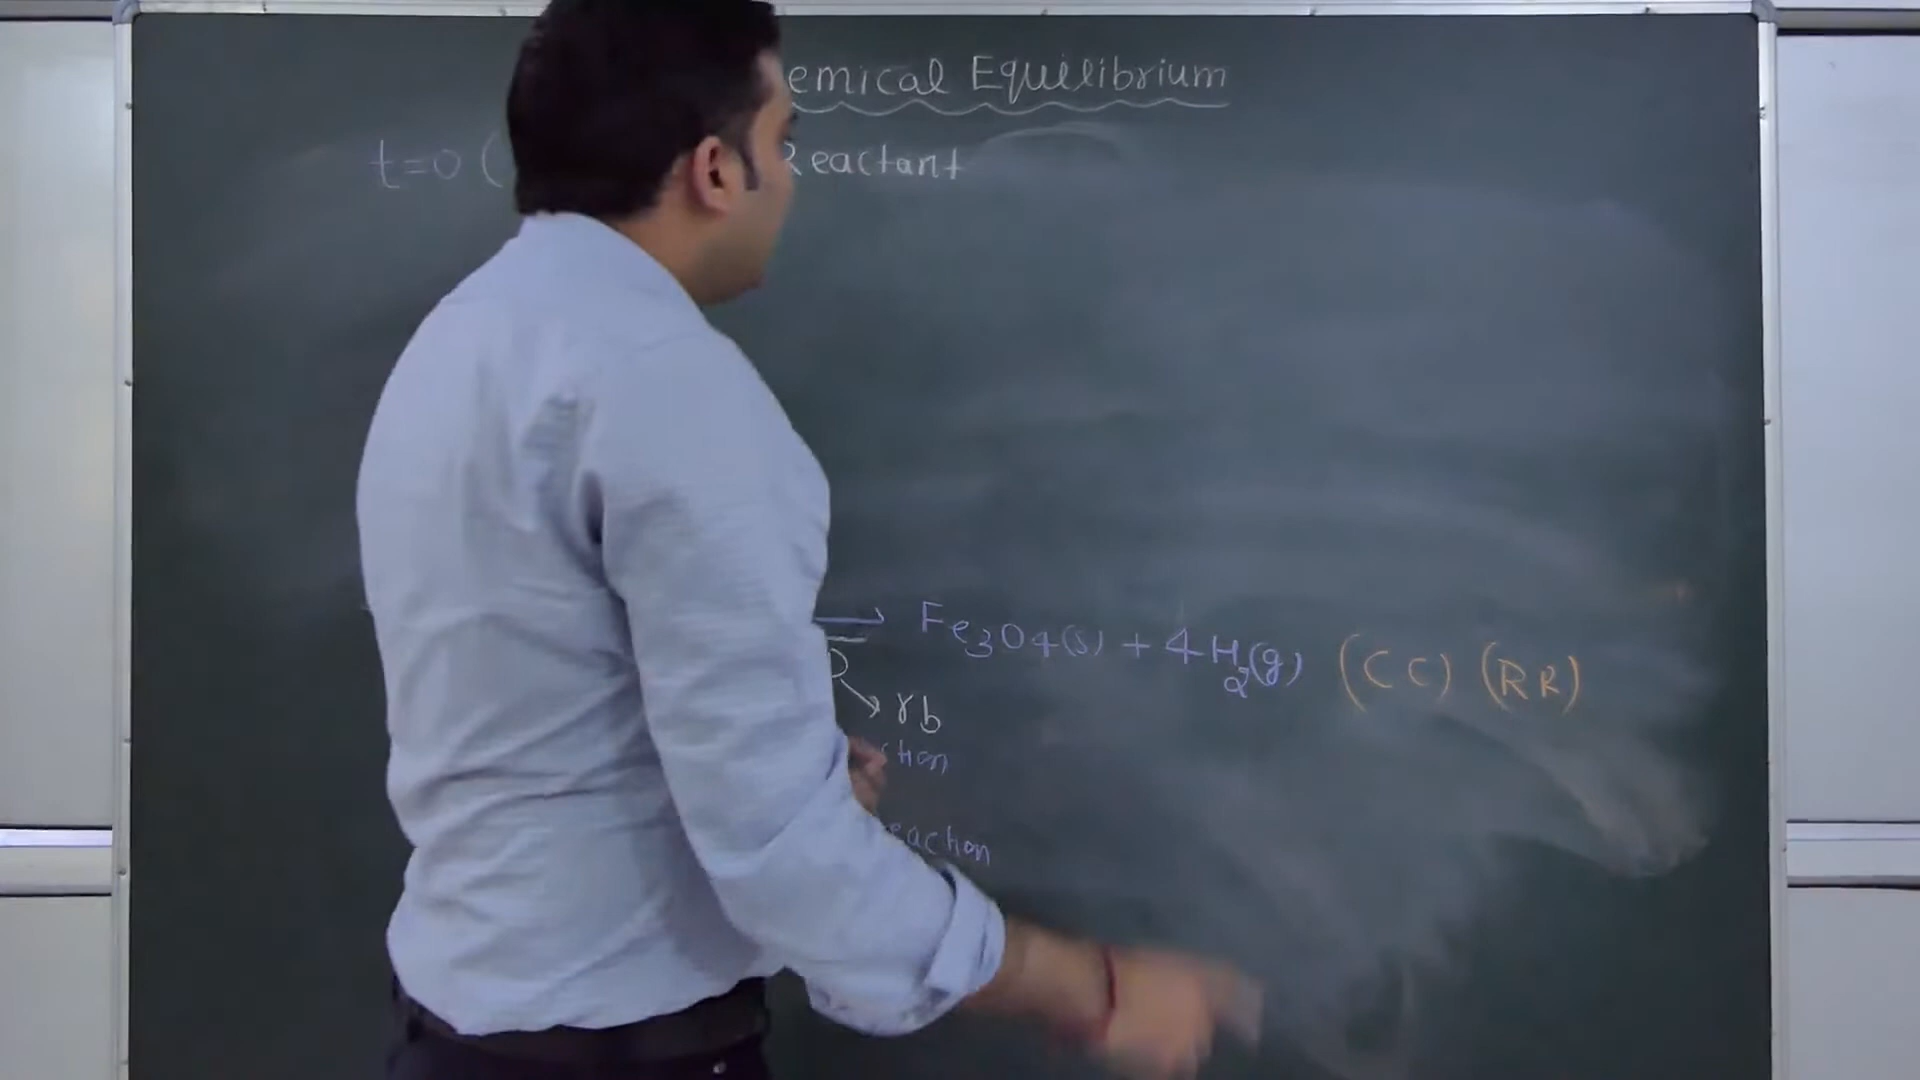 emical Equilibrium
t=0 ( Reactant
→ Fe3O4(s) + 4H2(g) (CC) (RR)
rb
ction
eaction